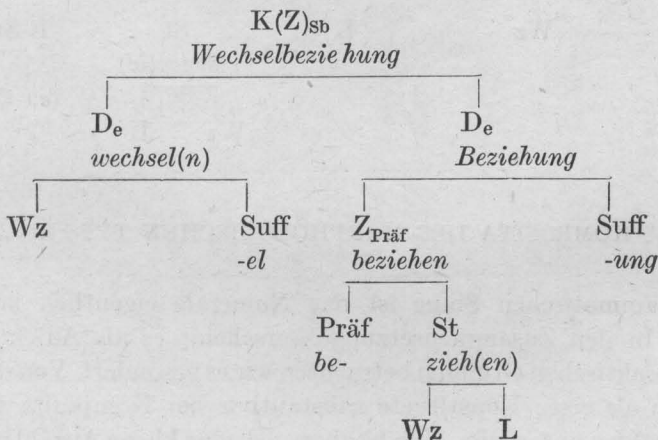 K(Z)Sb
Wechselbeziehung
De De
wechsel(n) Beziehung
Wz Suff ZPräf Suff
-el beziehen -ung
Präf St
be- zieh(en)
Wz L